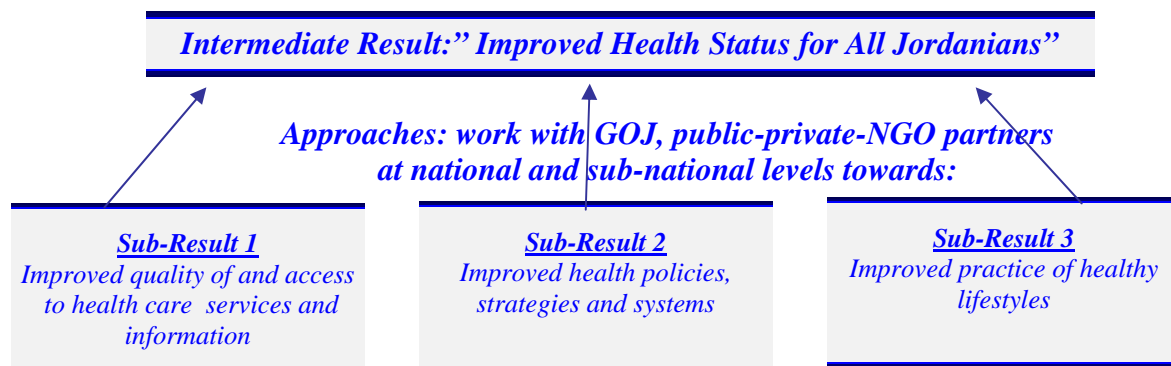 Intermediate Result:” Improved Health Status for All Jordanians”
Approaches: work with GOJ, public-private-NGO partners
at national and sub-national levels towards:
Sub-Result 1
Improved quality of and access
to health care services and
information
Sub-Result 2
Improved health policies,
strategies and systems
Sub-Result 3
Improved practice of healthy
lifestyles